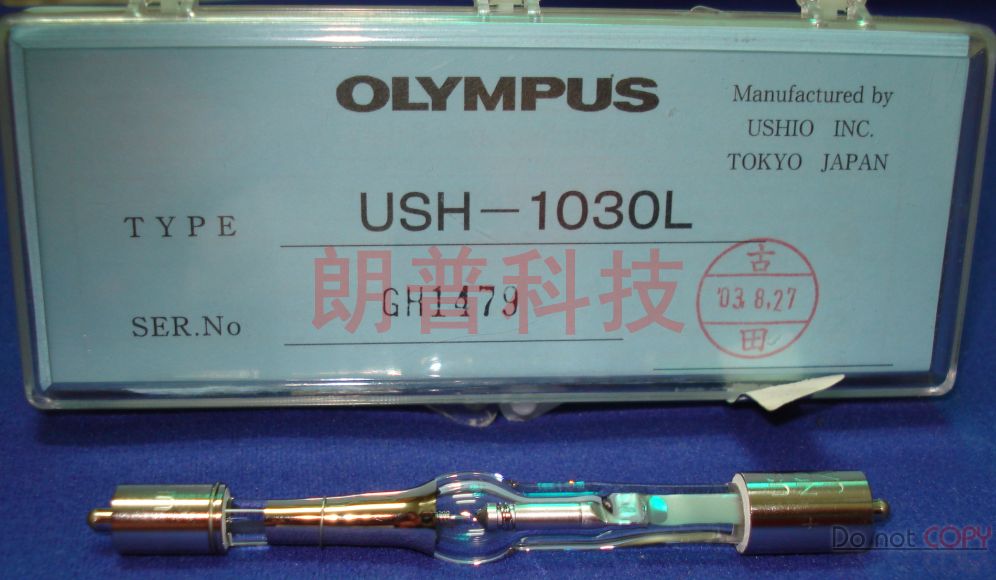 OLYMPUS
Manufactured by
USHIO INC.
TOKYO JAPAN
TYPE USH-1030L
朗普科技
SER.No GH1479
古
'03.8.27
田
Do not COPY